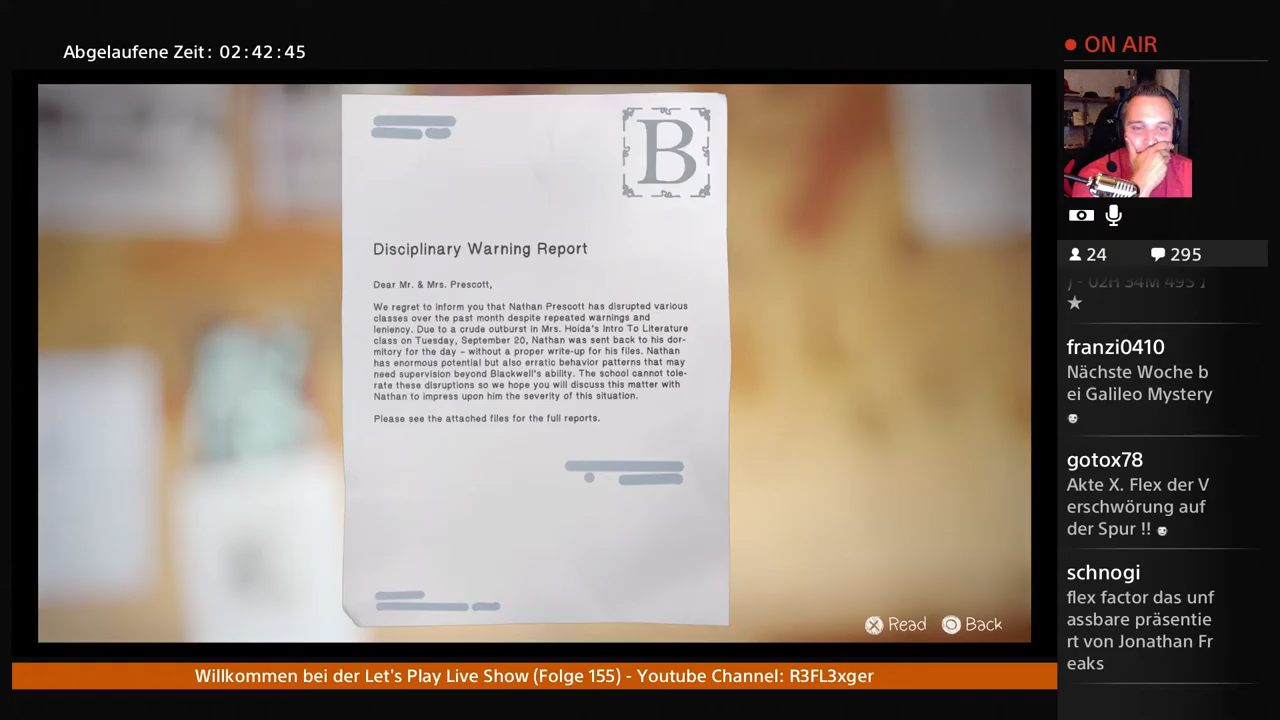 Abgelaufene Zeit: 02:42:45
ON AIR
B
Disciplinary Warning Report
Dear Mr. & Mrs. Prescott,
We regret to inform you that Nathan Prescott has disrupted various
classes over the past month despite repeated warnings and
leniency. Due to a crude outburst in Mrs. Hoida's Intro To Literature
class on Tuesday, September 20, Nathan was sent back to his dor-
mitory for the day – without a proper write-up for his files. Nathan
has enormous potential but also erratic behavior patterns that may
need supervision beyond Blackwell's ability. The school cannot tole-
rate these disruptions so we hope you will discuss this matter with
Nathan to impress upon him the severity of this situation.
Please see the attached files for the full reports.
Read Back
24 295
franzi0410
Nächste Woche b
ei Galileo Mystery
gotox78
Akte X. Flex der V
erschwörung auf
der Spur !!
schnogi
flex factor das unf
assbare präsentie
rt von Jonathan Fr
eaks
Willkommen bei der Let's Play Live Show (Folge 155) - Youtube Channel: R3FL3xger